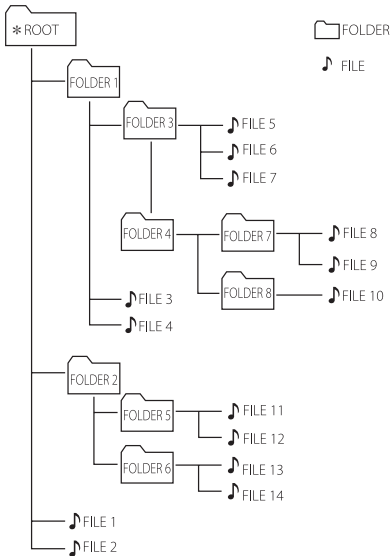 *ROOT
FOLDER
FILE
FOLDER 1
FOLDER 3
FILE 5
FILE 6
FILE 7
FOLDER 4
FOLDER 7
FILE 8
FILE 9
FOLDER 8
FILE 10
FILE 3
FILE 4
FOLDER 2
FOLDER 5
FILE 11
FILE 12
FOLDER 6
FILE 13
FILE 14
FILE 1
FILE 2